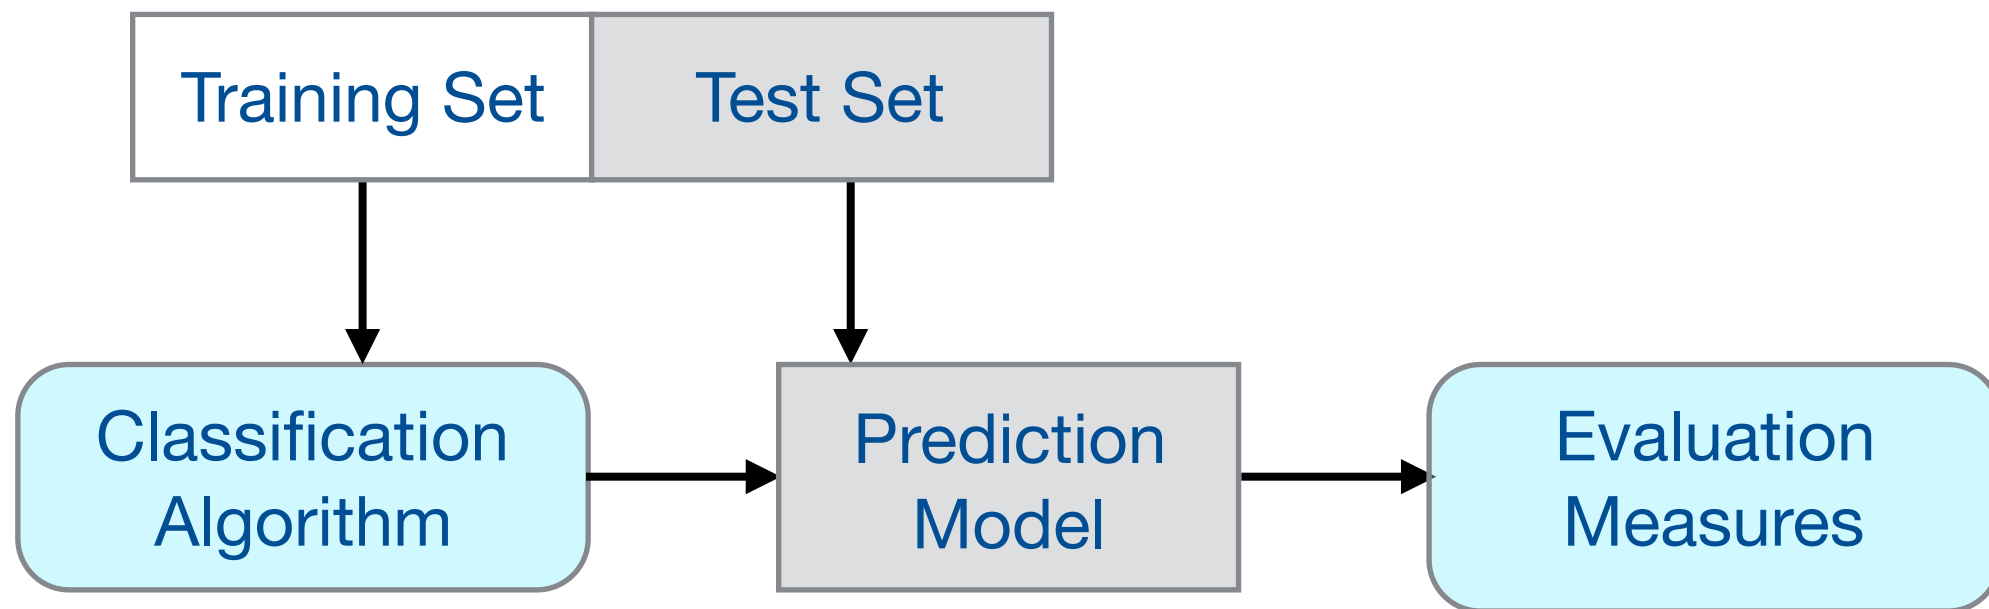 Training Set
Test Set
Classification
Algorithm
Prediction
Model
Evaluation
Measures